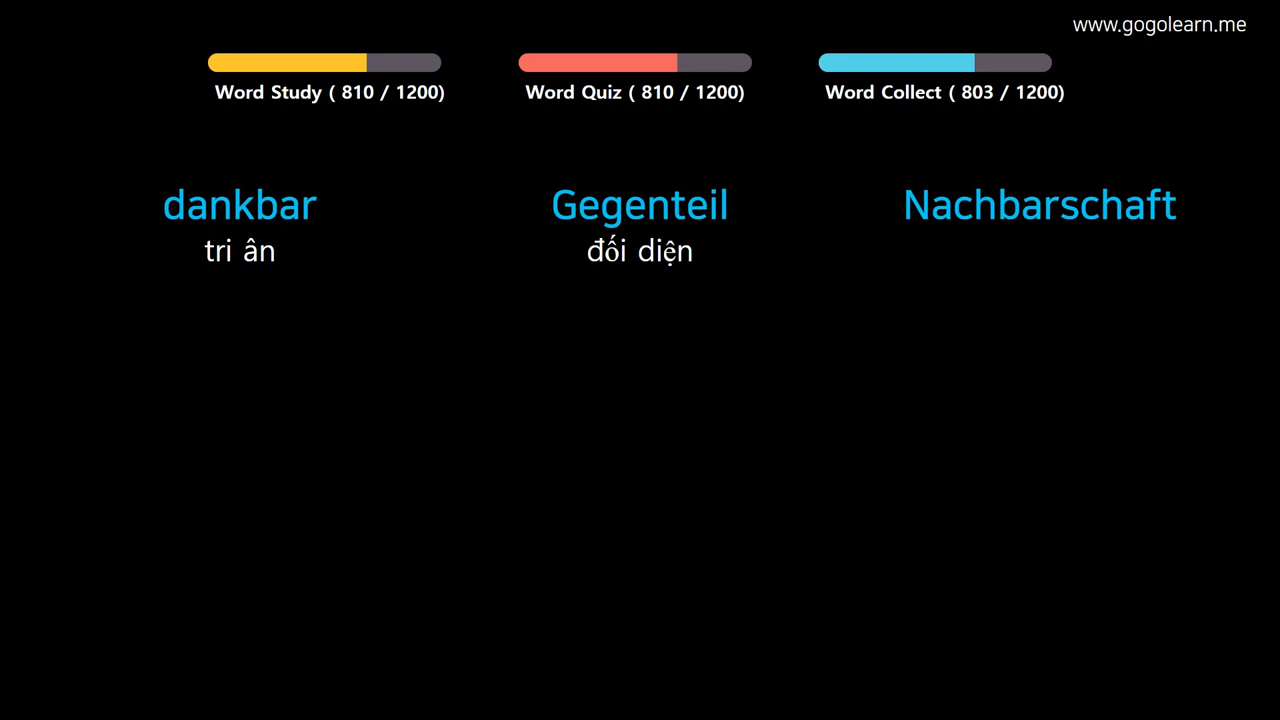 www.gogolearn.me
Word Study ( 810 / 1200)
Word Quiz ( 810 / 1200)
Word Collect ( 803 / 1200)
dankbar
tri ân
Gegenteil
đối diện
Nachbarschaft